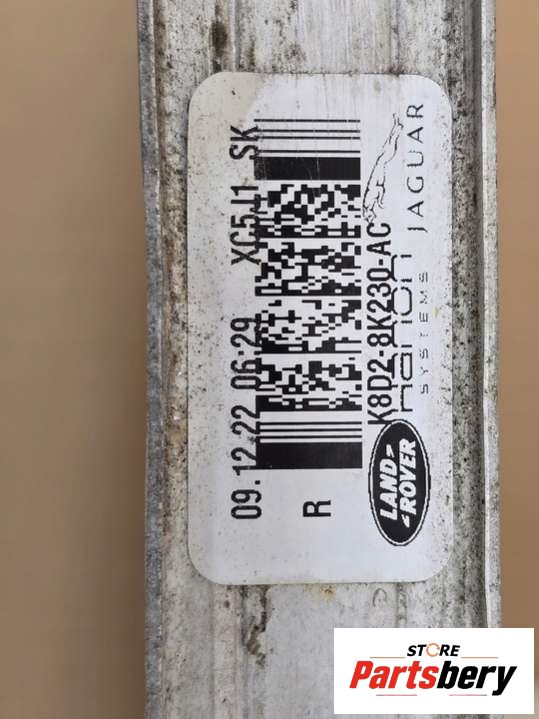 09.12.22 06:29 XC5J1 SK
R
K8D2-8K230-AC
hanon
SYSTEMS
LAND
ROVER
JAGUAR
STORE
Partsbery